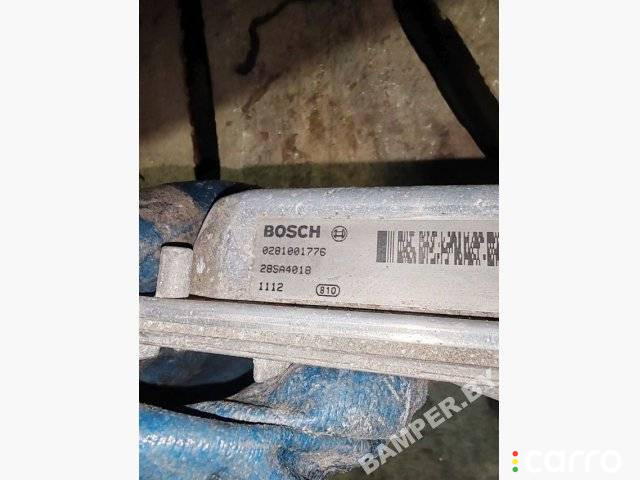 BOSCH
0281001776
28SA4018
1112 810
BAMPER.BY
carro